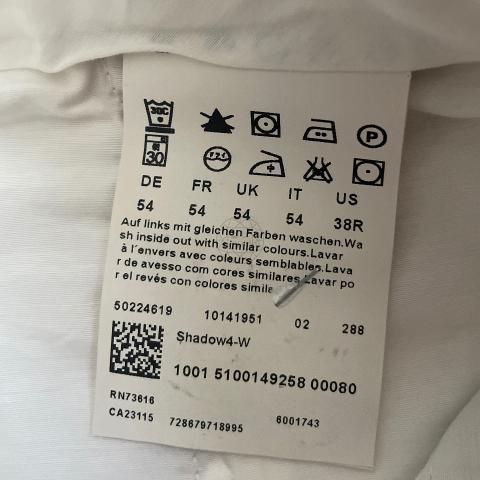 30C
30
P
DE FR UK IT US
54 54 54 54 38R
Auf links mit gleichen Farben waschen.Wa
sh inside out with similar colours.Lavar
à l'envers avec coleurs semblables.Lava
r de avesso com cores similares.Lavar po
r el revés con colores simila
50224619 10141951 02 288
Shadow4-W
1001 5100149258 00080
RN73616
CA23115 728679718995 6001743